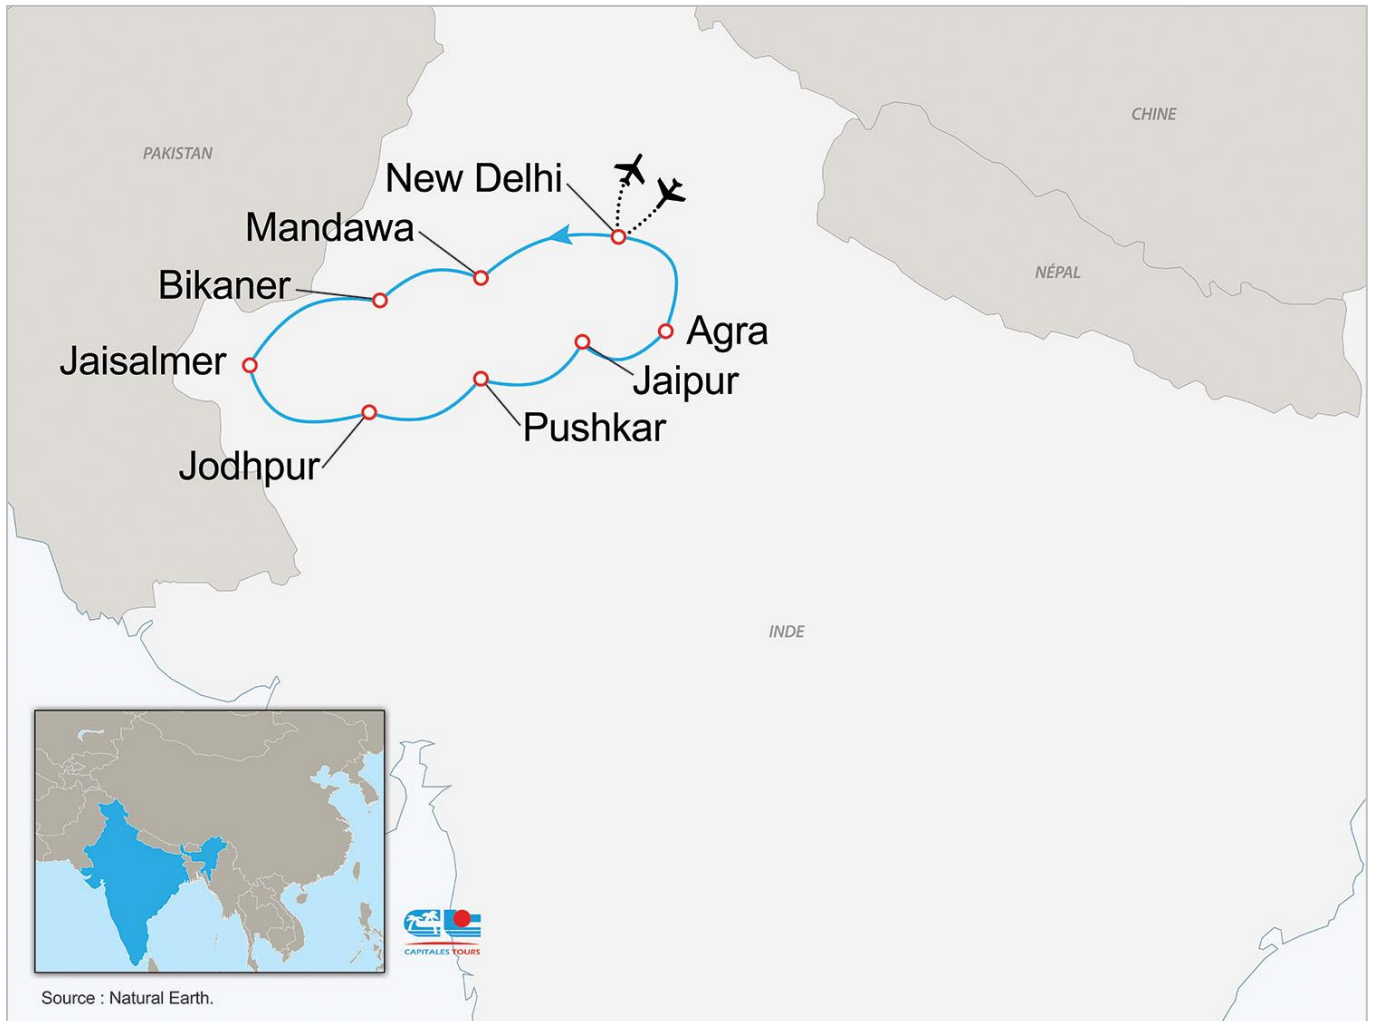 CHINE
PAKISTAN
New Delhi
Mandawa
NÉPAL
Bikaner
Agra
Jaisalmer
Jaipur
Pushkar
Jodhpur
INDE
CAPITALES TOURS
Source : Natural Earth.